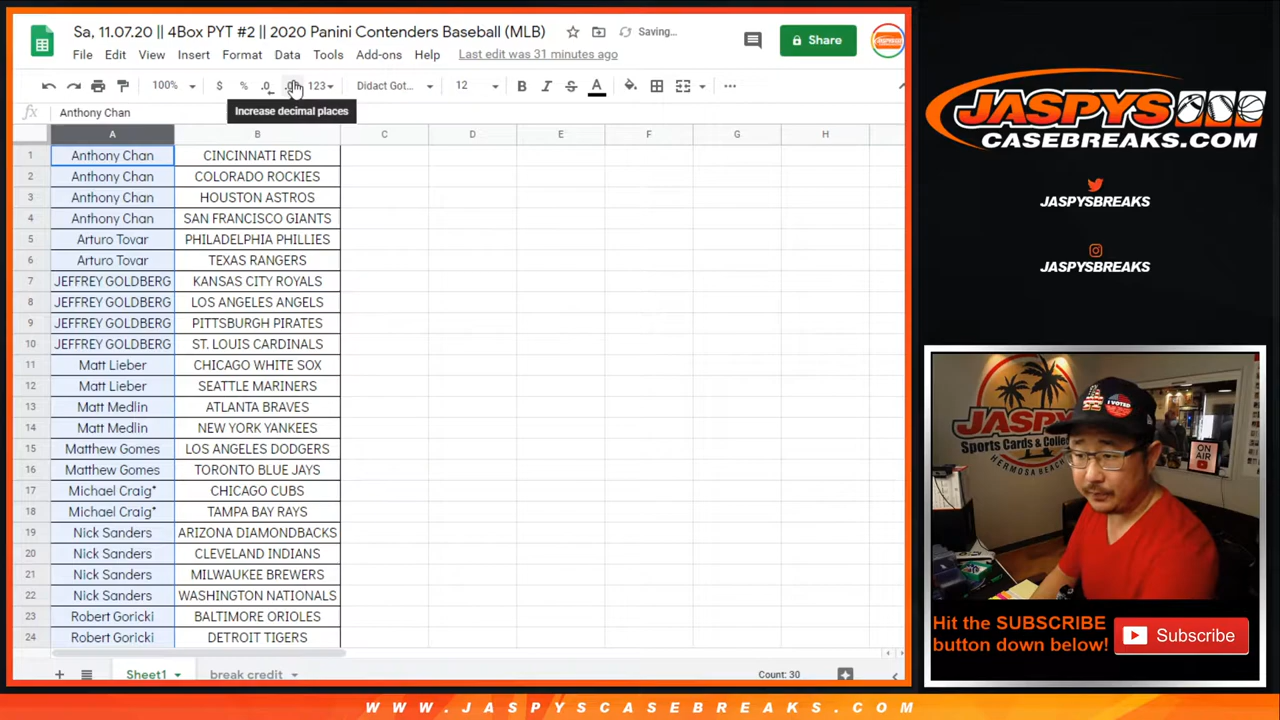 Sa, 11.07.20 || 4Box PYT #2 || 2020 Panini Contenders Baseball (MLB)
Saving...
File Edit View Insert Format Data Tools Add-ons Help Last edit was 31 minutes ago
Share
100% $ % .0 .00 123 Didact Got... 12 B I S A
fx Anthony Chan
Increase decimal places
A B C D E F G H
1 Anthony Chan CINCINNATI REDS
2 Anthony Chan COLORADO ROCKIES
3 Anthony Chan HOUSTON ASTROS
4 Anthony Chan SAN FRANCISCO GIANTS
5 Arturo Tovar PHILADELPHIA PHILLIES
6 Arturo Tovar TEXAS RANGERS
7 JEFFREY GOLDBERG KANSAS CITY ROYALS
8 JEFFREY GOLDBERG LOS ANGELES ANGELS
9 JEFFREY GOLDBERG PITTSBURGH PIRATES
10 JEFFREY GOLDBERG ST. LOUIS CARDINALS
11 Matt Lieber CHICAGO WHITE SOX
12 Matt Lieber SEATTLE MARINERS
13 Matt Medlin ATLANTA BRAVES
14 Matt Medlin NEW YORK YANKEES
15 Matthew Gomes LOS ANGELES DODGERS
16 Matthew Gomes TORONTO BLUE JAYS
17 Michael Craig* CHICAGO CUBS
18 Michael Craig* TAMPA BAY RAYS
19 Nick Sanders ARIZONA DIAMONDBACKS
20 Nick Sanders CLEVELAND INDIANS
21 Nick Sanders MILWAUKEE BREWERS
22 Nick Sanders WASHINGTON NATIONALS
23 Robert Goricki BALTIMORE ORIOLES
24 Robert Goricki DETROIT TIGERS
Sheet1 break credit Count: 30
JASPYS
CASEBREAKS.COM
JASPYSBREAKS
JASPYSBREAKS
JASPYS
Sports Cards & Collec
HERMOSA BEACH
I VOTED
ON
AIR
Hit the SUBSCRIBE
button down below!
Subscribe
WWW.JASPYSCASEBREAKS.COM